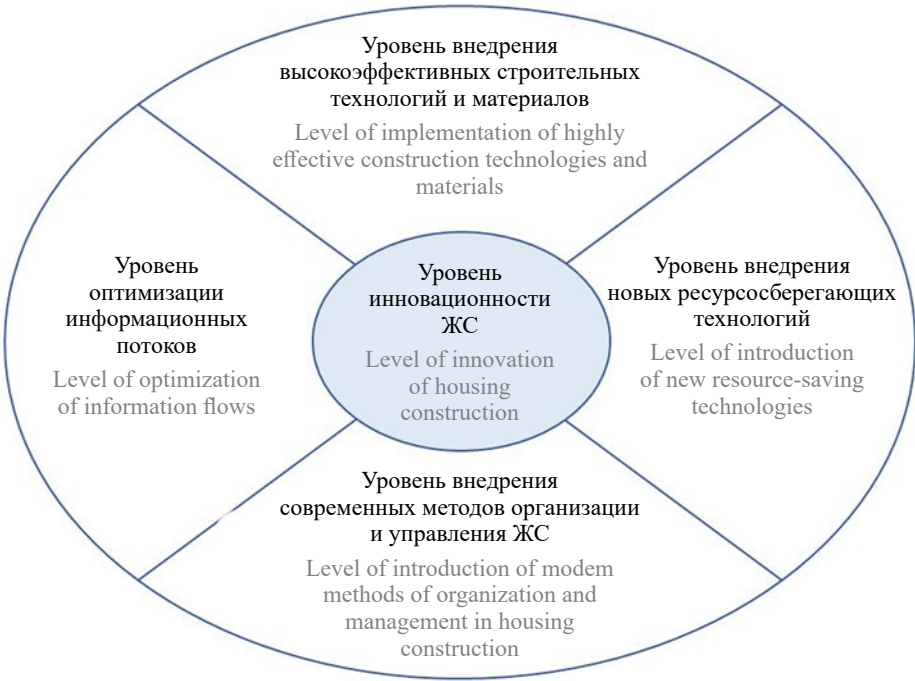 Уровень внедрения
высокоэффективных строительных
технологий и материалов
Level of implementation of highly
effective construction technologies and
materials
Уровень
оптимизации
информационных
потоков
Level of optimization
of information flows
Уровень
инновационности
ЖС
Level of innovation
of housing
construction
Уровень внедрения
новых ресурсосберегающих
технологий
Level of introduction
of new resource-saving
technologies
Уровень внедрения
современных методов организации
и управления ЖС
Level of introduction of modem
methods of organization and
management in housing
construction